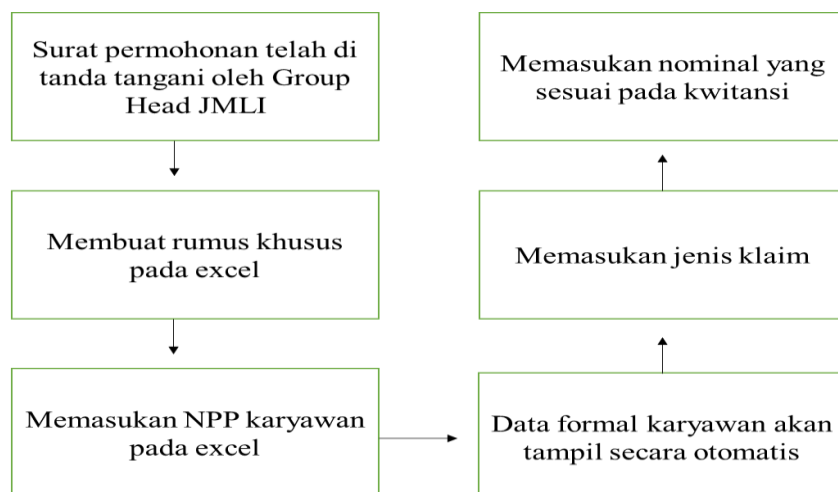 Surat permohonan telah di
tanda tangani oleh Group
Head JMLI
Membuat rumus khusus
pada excel
Memasukan NPP karyawan
pada excel
Data formal karyawan akan
tampil secara otomatis
Memasukan jenis klaim
Memasukan nominal yang
sesuai pada kwitansi